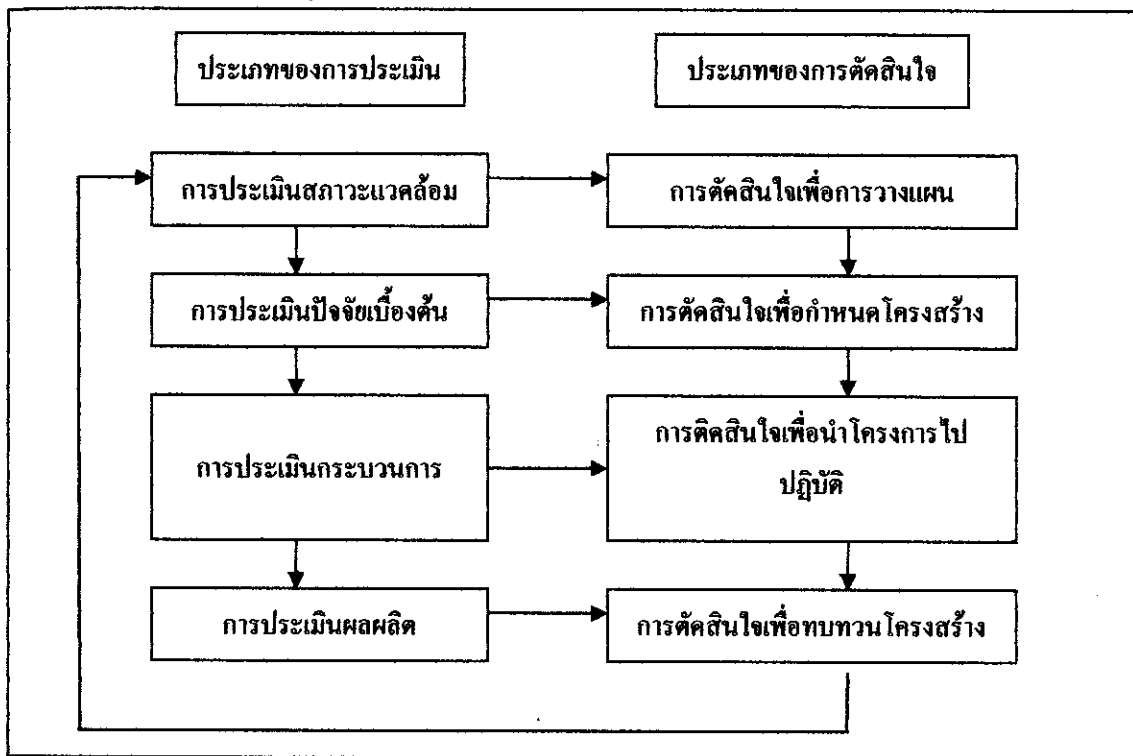 ประเภทของการประเมิน
ประเภทของการตัดสินใจ
การประเมินสภาวะแวดล้อม
การตัดสินใจเพื่อการวางแผน
การประเมินปัจจัยเบื้องต้น
การตัดสินใจเพื่อกำหนดโครงสร้าง
การประเมินกระบวนการ
การติดสินใจเพื่อนำโครงการไป
ปฏิบัติ
การประเมินผลผลิต
การตัดสินใจเพื่อทบทวนโครงสร้าง